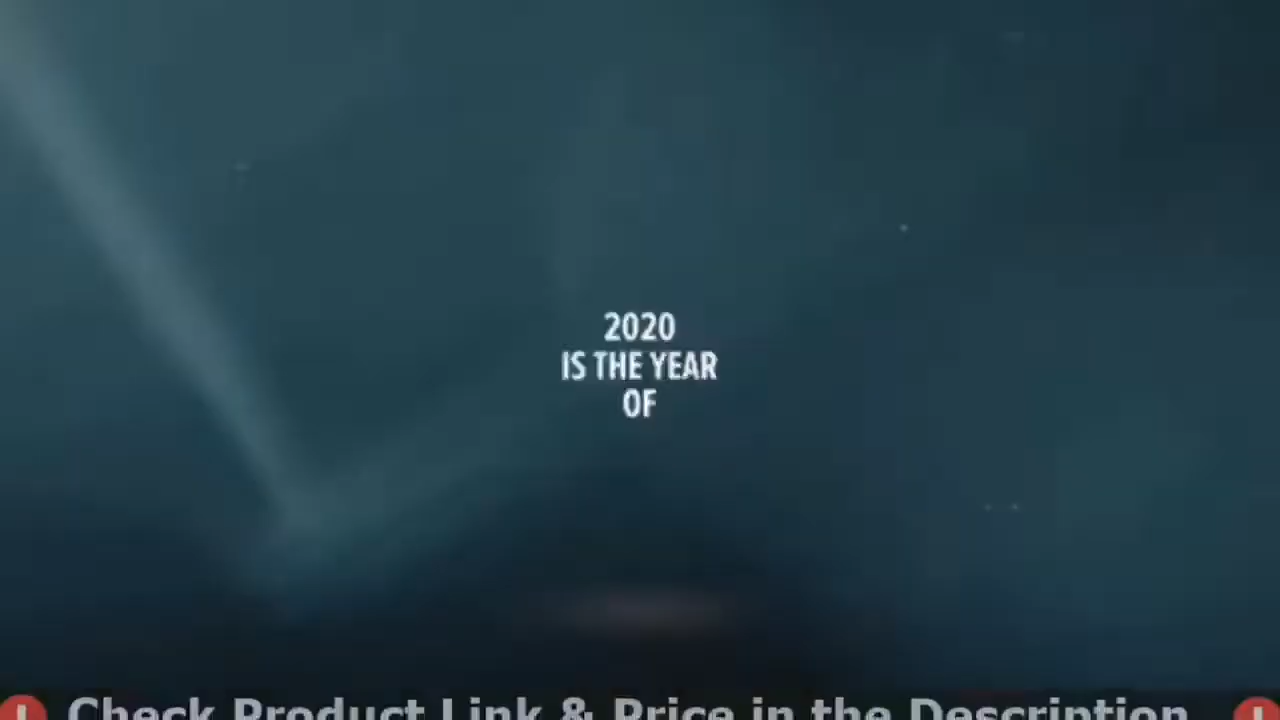 2020
IS THE YEAR
OF
Check Product Link & Price in the Description